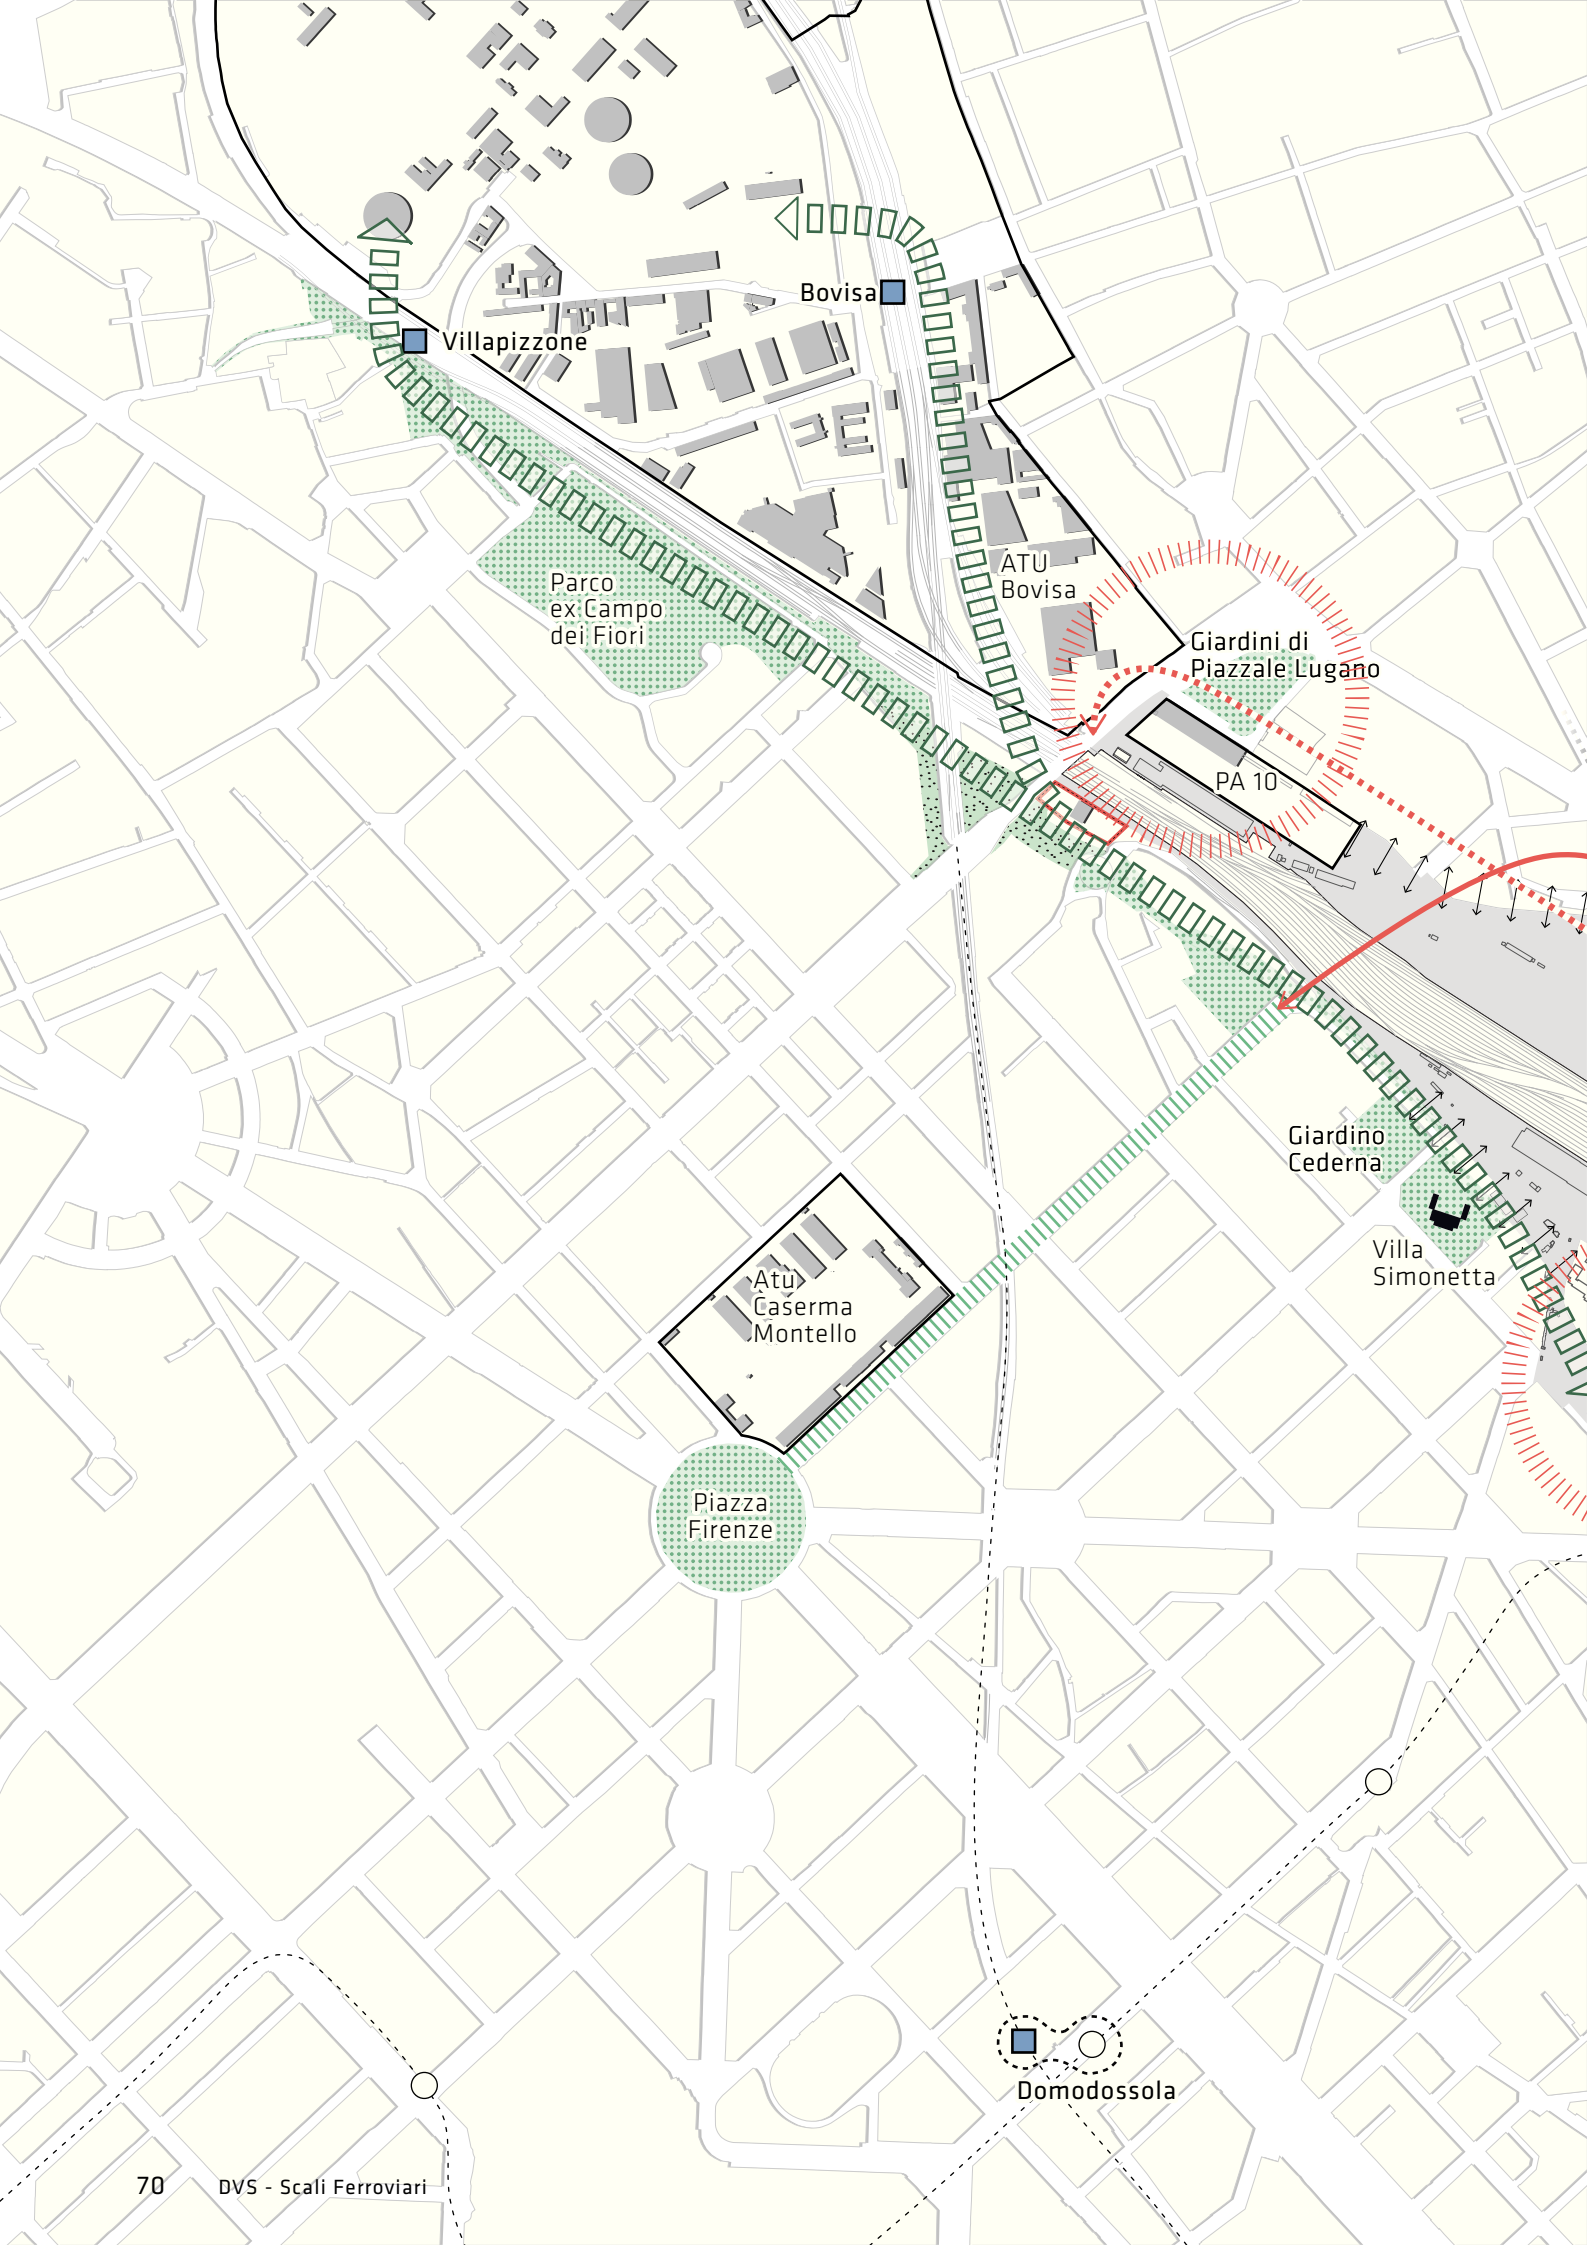 Bovisa
Villapizzone
ATU
Bovisa
Parco
ex Campo
dei Fiori
Giardini di
Piazzale Lugano
PA 10
Giardino
Cederna
Villa
Simonetta
Atu
Caserma
Montello
Piazza
Firenze
Domodossola
70 DVS - Scali Ferroviari